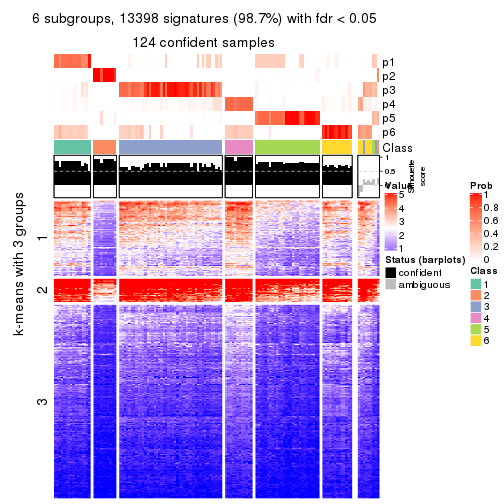 6 subgroups, 13398 signatures (98.7%) with fdr < 0.05
124 confident samples
p1
p2
p3
p4
p5
p6
Class
1
0.5
0
Silhouette
score
k-means with 3 groups
1
2
3
Value
5
4
3
2
1
Status (barplots)
confident
ambiguous
Prob
1
0.8
0.6
0.4
0.2
0
Class
1
2
3
4
5
6